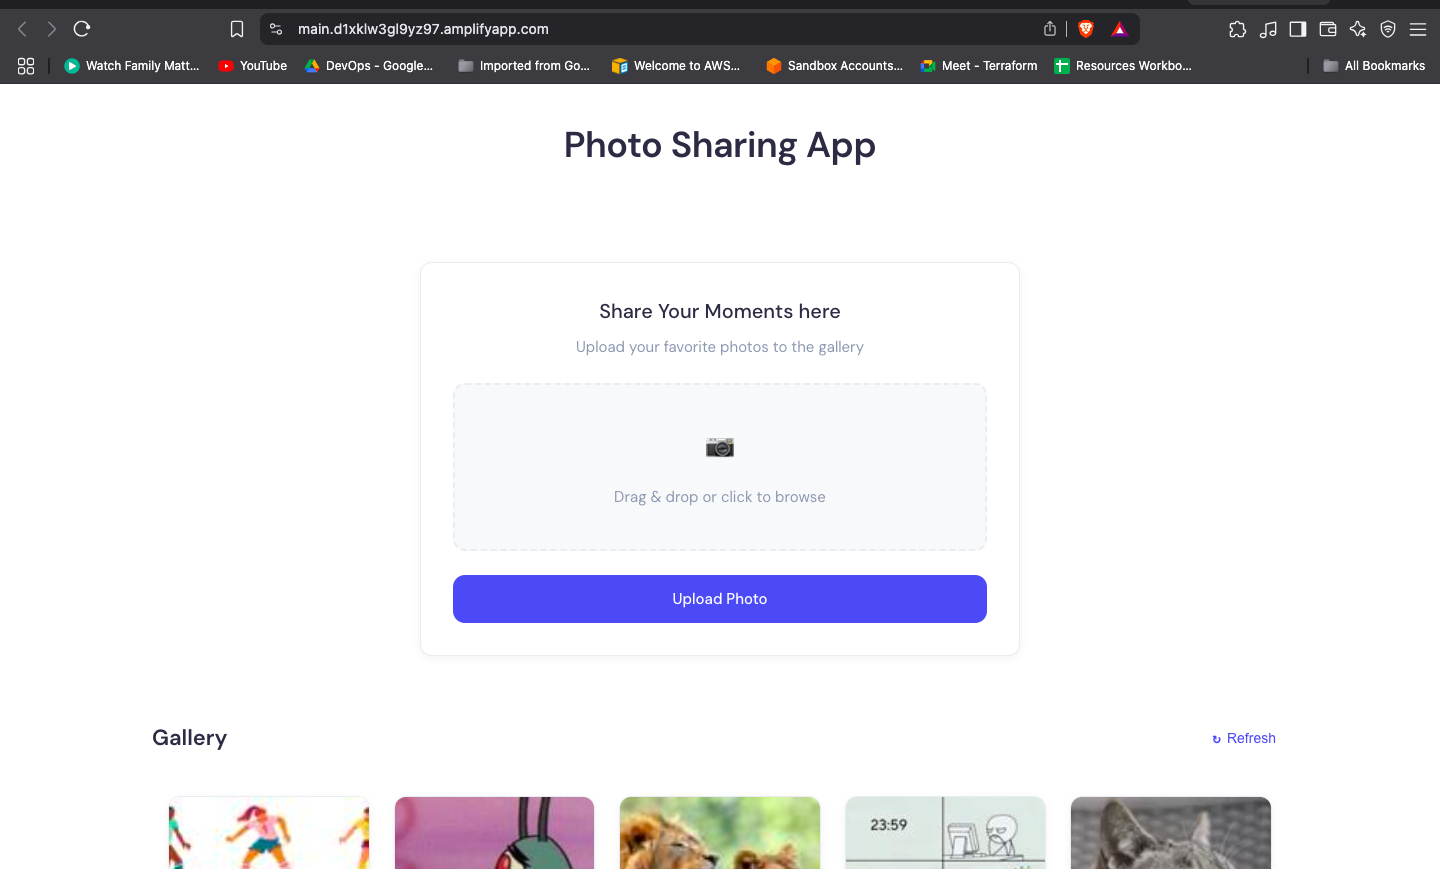 main.d1xklw3gl9yz97.amplifyapp.com
Watch Family Matt... YouTube DevOps - Google... Imported from Go... Welcome to AWS... Sandbox Accounts... Meet - Terraform Resources Workbo... All Bookmarks
Photo Sharing App
Share Your Moments here
Upload your favorite photos to the gallery
Drag & drop or click to browse
Upload Photo
Gallery
↻ Refresh
23:59